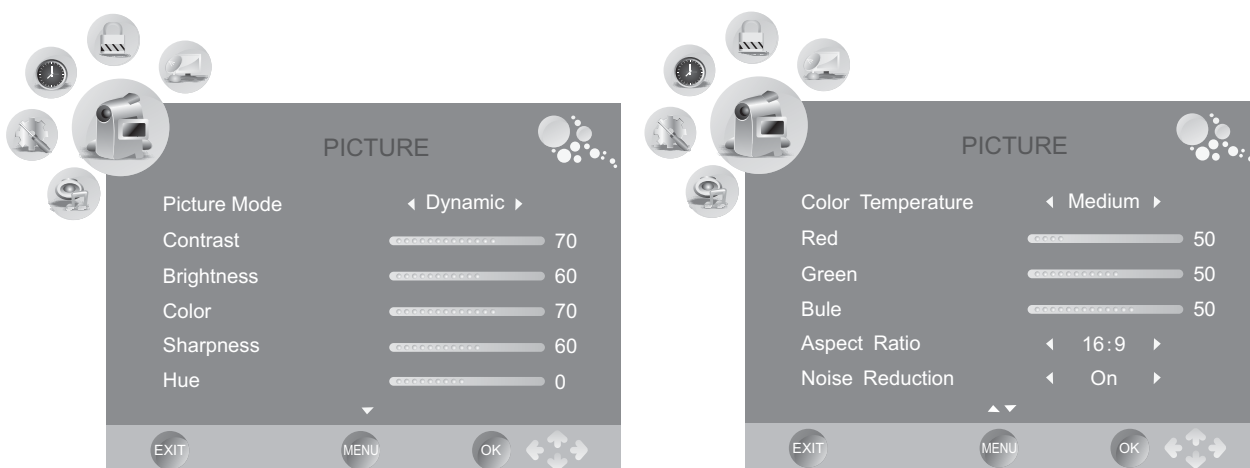 PICTURE
Picture Mode Dynamic
Contrast 70
Brightness 60
Color 70
Sharpness 60
Hue 0
EXIT MENU OK
PICTURE
Color Temperature Medium
Red 50
Green 50
Bule 50
Aspect Ratio 16:9
Noise Reduction On
EXIT MENU OK